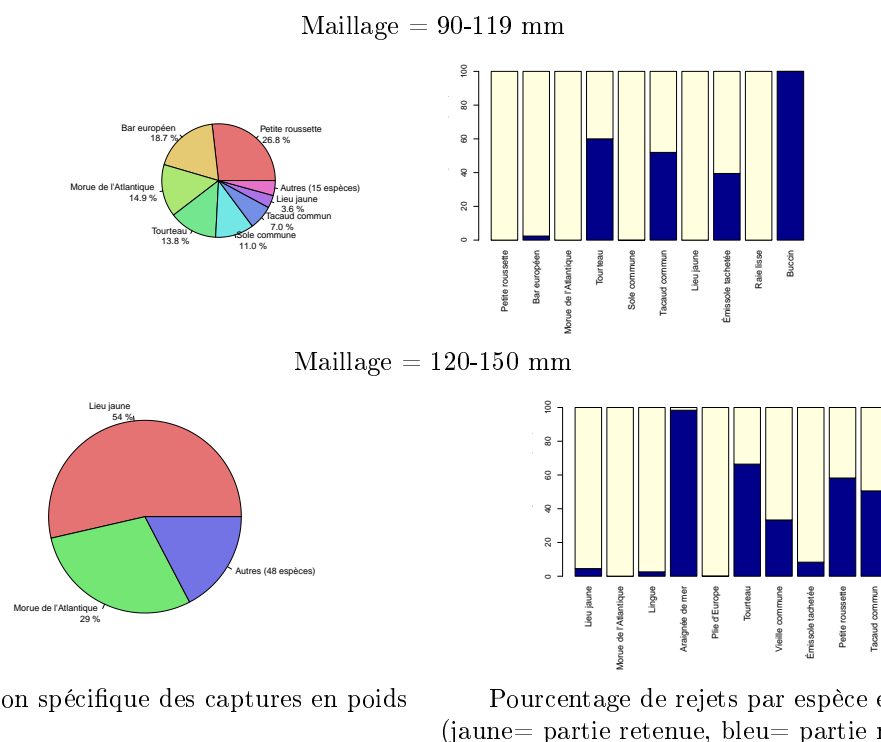 Maillage = 90-119 mm
Bar européen
18.7 %
Petite roussette
26.8 %
Morue de l'Atlantique
14.9 %
Autres (15 espèces)
Lieu jaune
3.6 %
Tacaud commun
7.0 %
Tourteau
13.8 %
Sole commune
11.0 %
100
80
60
40
20
0
Petite roussette
Bar européen
Morue de l'Atlantique
Tourteau
Sole commune
Tacaud commun
Lieu jaune
Émissole tachetée
Raie lisse
Buccin
Maillage = 120-150 mm
Lieu jaune
54 %
Autres (48 espèces)
Morue de l'Atlantique
29 %
100
80
60
40
20
0
Lieu jaune
Morue de l'Atlantique
Lingue
Araignée de mer
Plie d'Europe
Tourteau
Vieille commune
Émissole tachetée
Petite roussette
Tacaud commun
on spécifique des captures en poids
Pourcentage de rejets par espèce e
(jaune= partie retenue, bleu= partie r